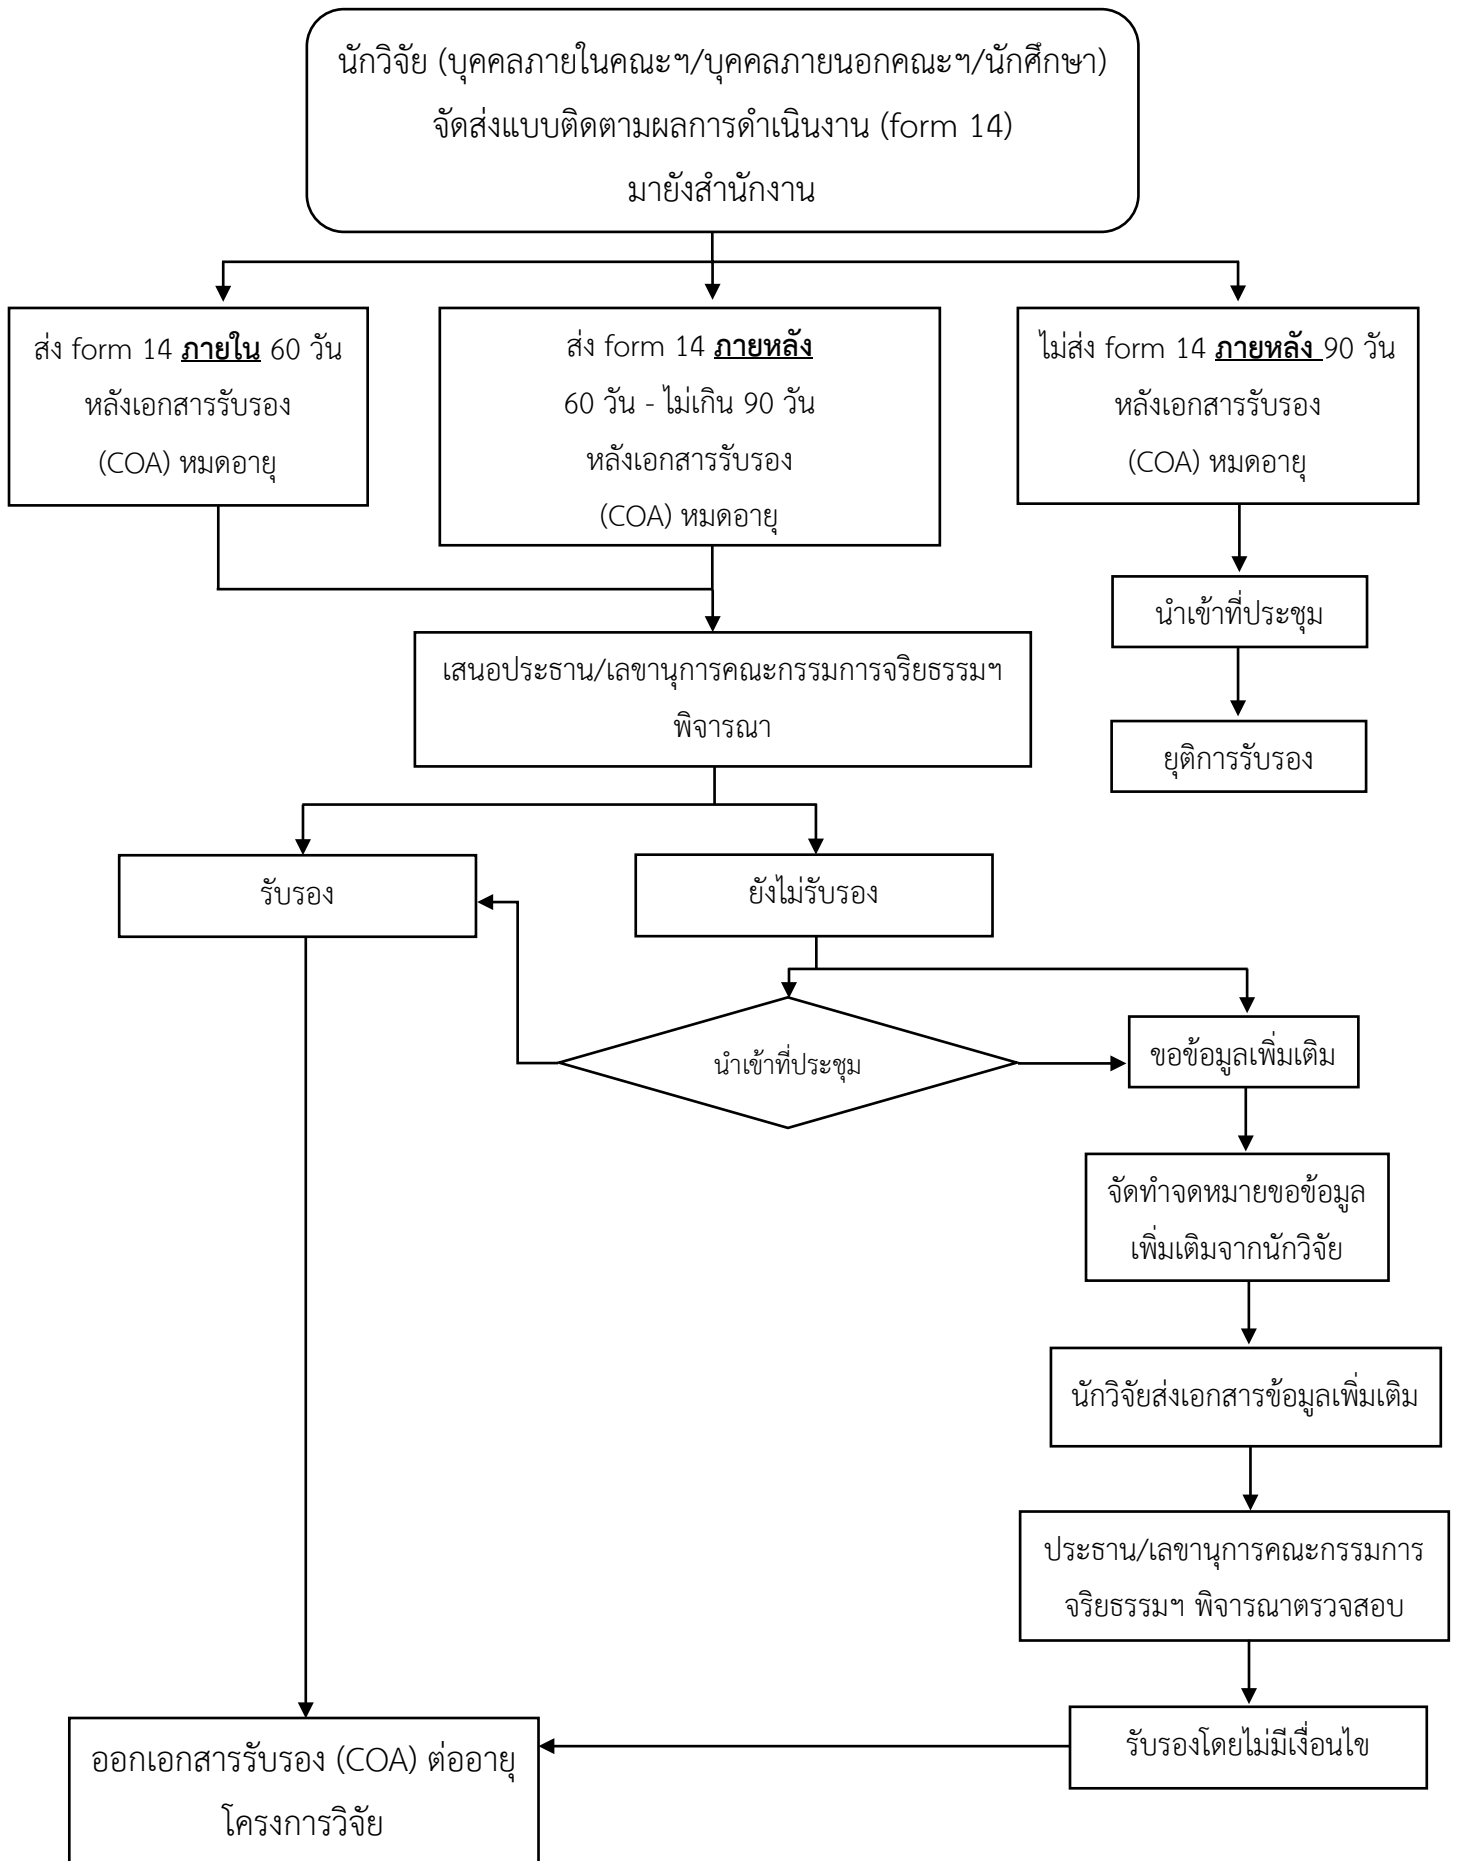 นักวิจัย (บุคคลภายในคณะฯ/บุคคลภายนอกคณะฯ/นักศึกษา)
จัดส่งแบบติดตามผลการดำเนินงาน (form 14)
มายังสำนักงาน
ส่ง form 14 ภายใน 60 วัน
หลังเอกสารรับรอง
(COA) หมดอายุ
ส่ง form 14 ภายหลัง
60 วัน - ไม่เกิน 90 วัน
หลังเอกสารรับรอง
(COA) หมดอายุ
ไม่ส่ง form 14 ภายหลัง 90 วัน
หลังเอกสารรับรอง
(COA) หมดอายุ
นำเข้าที่ประชุม
ยุติการรับรอง
เสนอประธาน/เลขานุการคณะกรรมการจริยธรรมฯ
พิจารณา
รับรอง
ยังไม่รับรอง
นำเข้าที่ประชุม
ขอข้อมูลเพิ่มเติม
จัดทำจดหมายขอข้อมูล
เพิ่มเติมจากนักวิจัย
นักวิจัยส่งเอกสารข้อมูลเพิ่มเติม
ประธาน/เลขานุการคณะกรรมการ
จริยธรรมฯ พิจารณาตรวจสอบ
รับรองโดยไม่มีเงื่อนไข
ออกเอกสารรับรอง (COA) ต่ออายุ
โครงการวิจัย